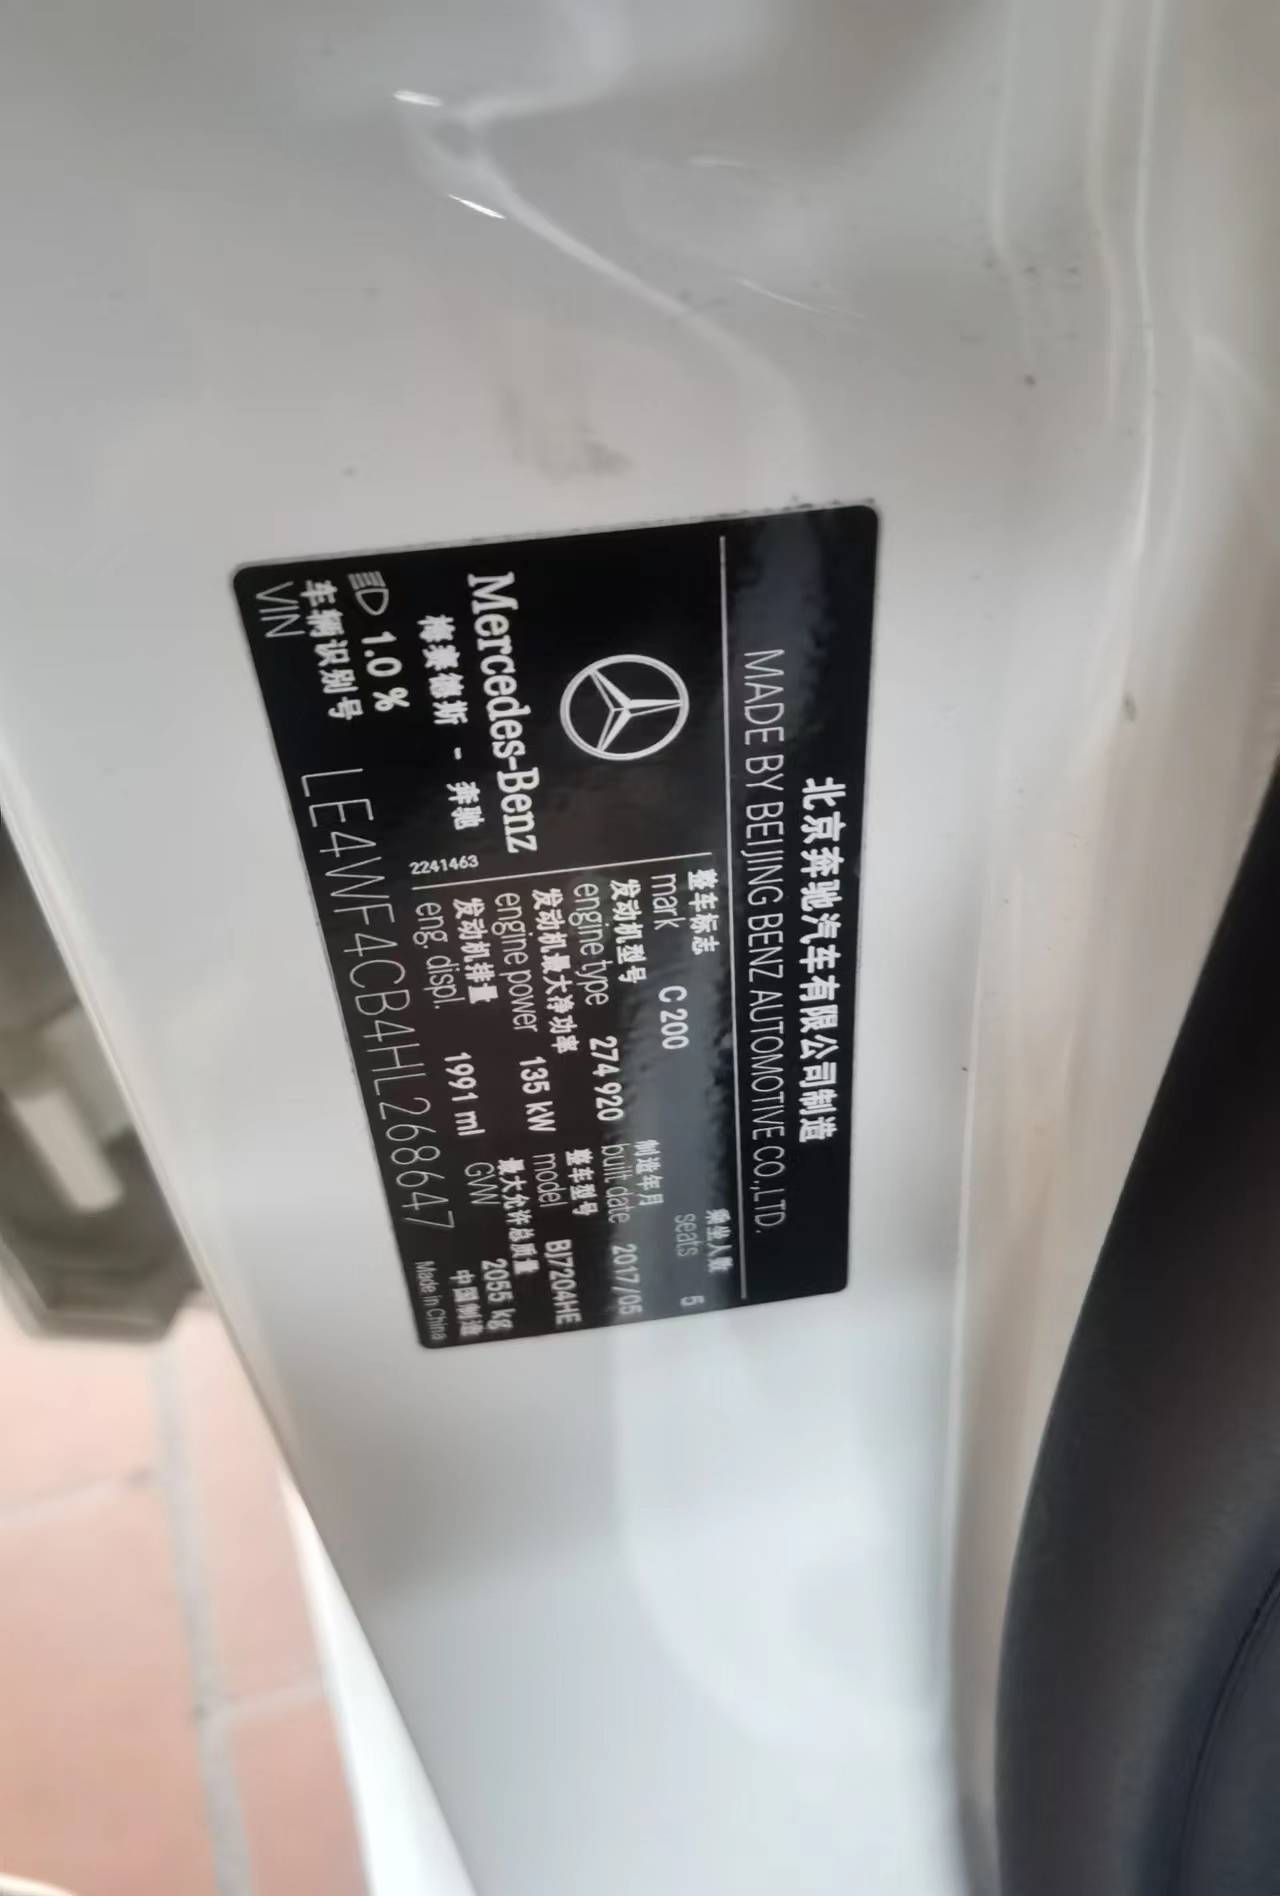 北京奔驰汽车有限公司制造
MADE BY BEIJING BENZ AUTOMOTIVE CO.,LTD.
Mercedes-Benz
梅赛德斯 - 奔驰
2241463
整车标志
mark C 200
乘坐人数
seats 5
发动机型号
engine type 274 920
制造年月
built date 2017/05
发动机最大净功率
engine power 135 kW
整车型号
model BJ7204HE
发动机排量
eng. displ. 1991 ml
最大允许总质量
GVW 2055 kg
1.0 %
车辆识别号
VIN LE4WF4CB4HL268647
中国制造
Made in China